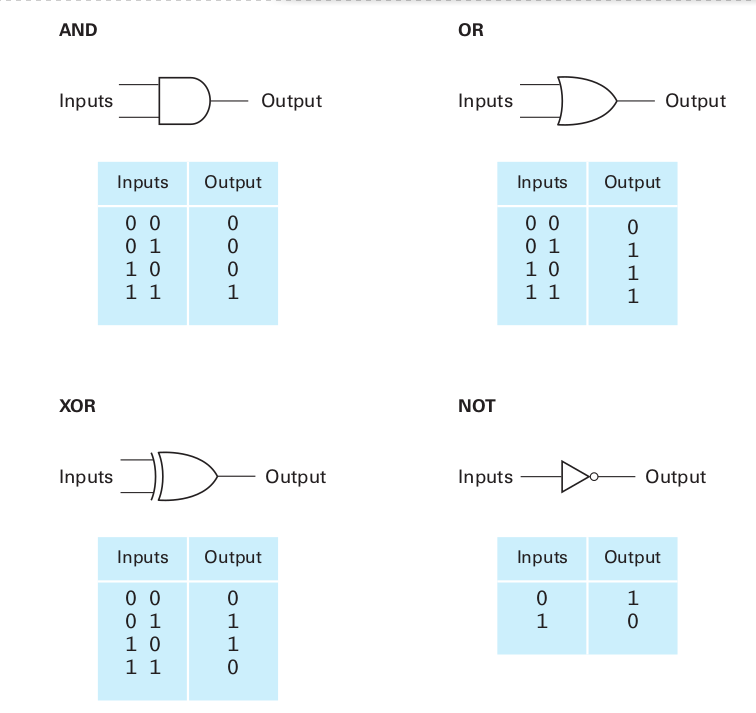 AND
Inputs Output
Inputs Output
0 0 0
0 1 0
1 0 0
1 1 1
OR
Inputs Output
Inputs Output
0 0 0
0 1 1
1 0 1
1 1 1
XOR
Inputs Output
Inputs Output
0 0 0
0 1 1
1 0 1
1 1 0
NOT
Inputs Output
Inputs Output
0 1
1 0